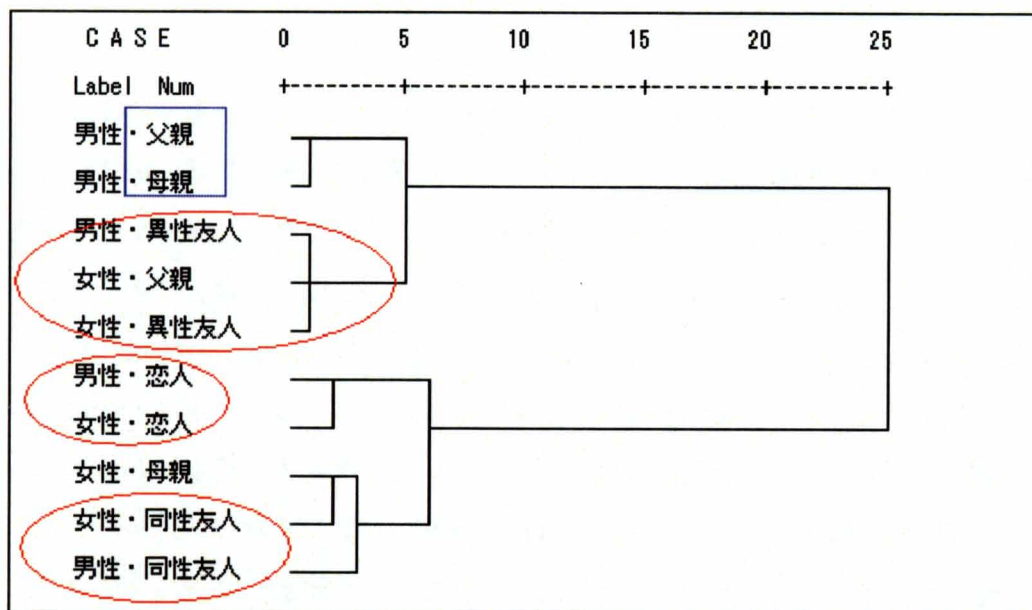 C A S E 0 5 10 15 20 25
Label Num +---------+---------+---------+---------+---------+
男性・父親
男性・母親
男性・異性友人
女性・父親
女性・異性友人
男性・恋人
女性・恋人
女性・母親
女性・同性友人
男性・同性友人